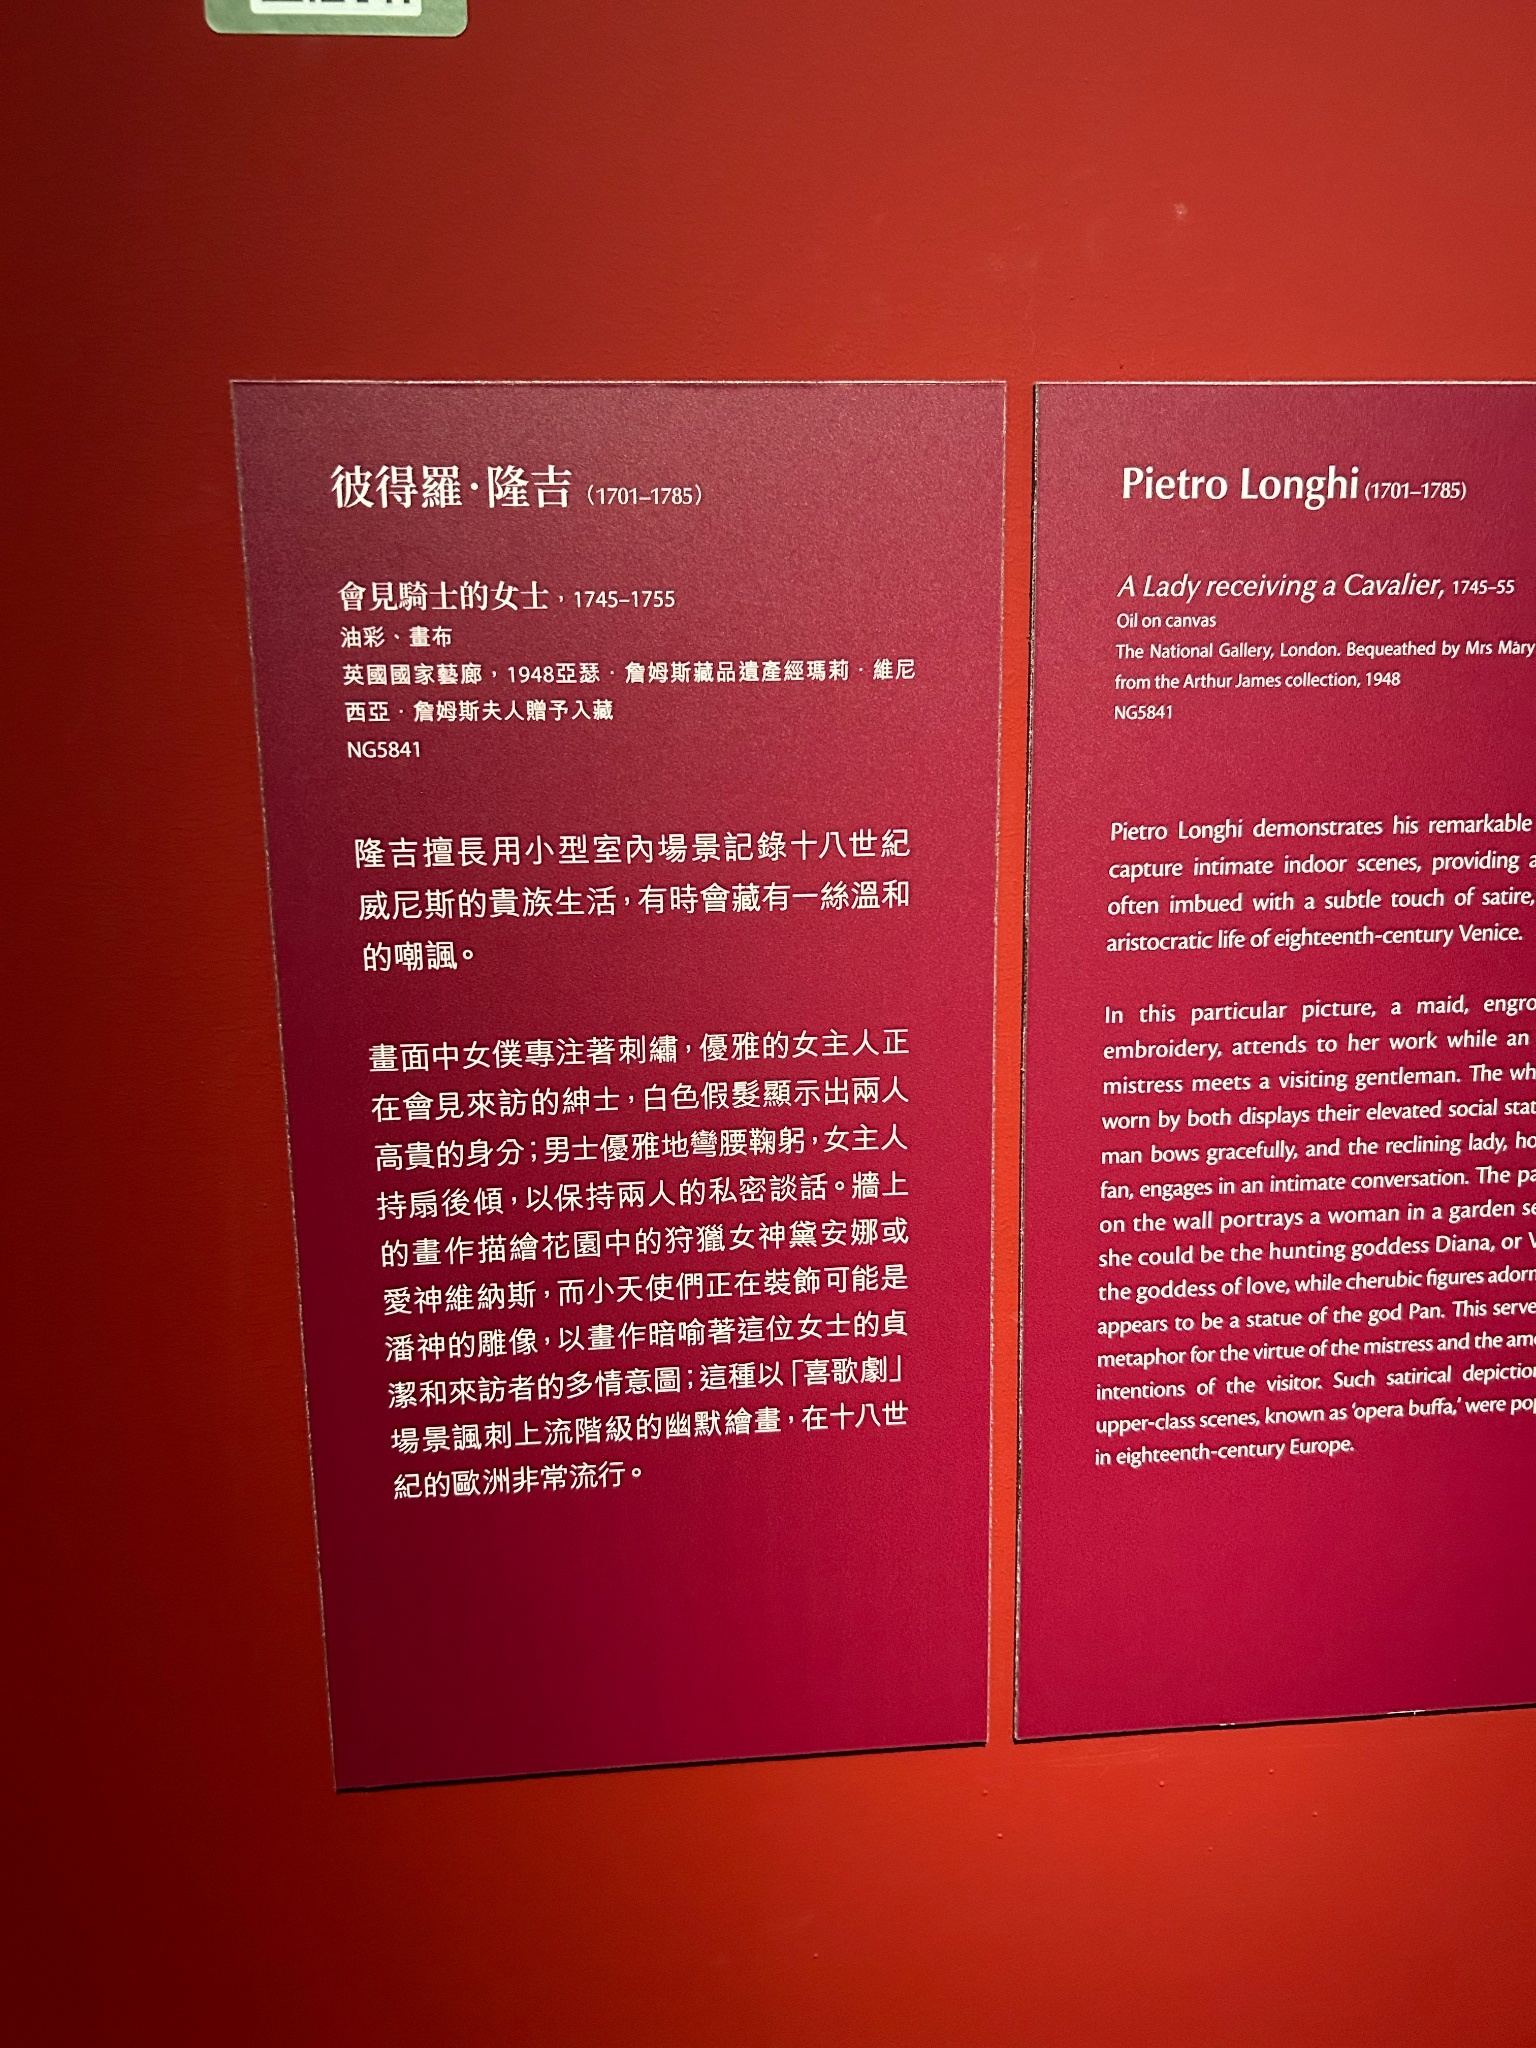 彼得羅·隆吉（1701–1785）
會見騎士的女士，1745–1755
油彩、畫布
英國國家藝廊，1948亞瑟·詹姆斯藏品遺產經瑪莉·維尼
西亞·詹姆斯夫人贈予入藏
NG5841
隆吉擅長用小型室內場景記錄十八世紀
威尼斯的貴族生活，有時會藏有一絲溫和
的嘲諷。
畫面中女僕專注著刺繡，優雅的女主人正
在會見來訪的紳士，白色假髮顯示出兩人
高貴的身分；男士優雅地彎腰鞠躬，女主人
持扇後傾，以保持兩人的私密談話。牆上
的畫作描繪花園中的狩獵女神黛安娜或
愛神維納斯，而小天使們正在裝飾可能是
潘神的雕像，以畫作暗喻著這位女士的貞
潔和來訪者的多情意圖；這種以「喜歌劇」
場景諷刺上流階級的幽默繪畫，在十八世
紀的歐洲非常流行。
Pietro Longhi (1701–1785)
A Lady receiving a Cavalier, 1745–55
Oil on canvas
The National Gallery, London. Bequeathed by Mrs Mary
from the Arthur James collection, 1948
NG5841
Pietro Longhi demonstrates his remarkable
capture intimate indoor scenes, providing a
often imbued with a subtle touch of satire,
aristocratic life of eighteenth-century Venice.
In this particular picture, a maid,
embroidery, attends to her work while an
mistress meets a visiting gentleman. The
worn by both displays their elevated social
man bows gracefully, and the reclining lady,
fan, engages in an intimate conversation. The
on the wall portrays a woman in a garden
she could be the hunting goddess Diana, or
the goddess of love, while cherubic figures
appears to be a statue of the god Pan. This
metaphor for the virtue of the mistress and the
intentions of the visitor. Such satirical
upper-class scenes, known as ‘opera buffa,’ were
in eighteenth-century Europe.